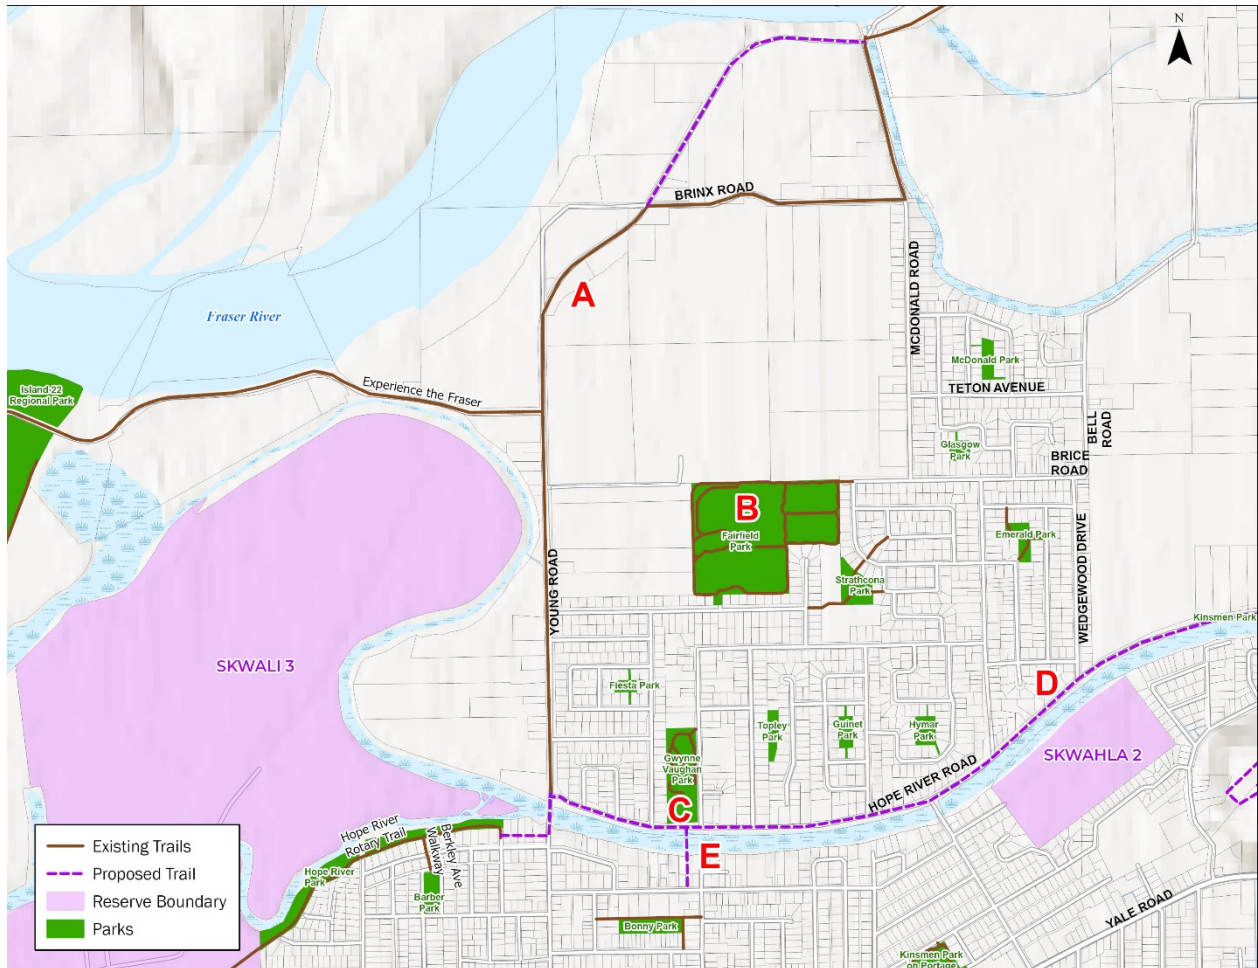 N
BRINX ROAD
A
Fraser River
MCDONALD ROAD
McDonald Park
TETON AVENUE
Island 22
Regional Park
Experience the Fraser
BELL
ROAD
Glasgow
Park
BRICE
ROAD
B
Fairfield
Park
Emerald Park
WEDGEWOOD DRIVE
YOUNG ROAD
Strathcona
Park
Kinsmen Park
SKWALI 3
Fiesta Park
D
Topley
Park
Guinet
Park
Hymar
Park
SKWAHLA 2
Gwynne
Vaughan
Park
C
HOPE RIVER ROAD
E
Hope River
Rotary Trail
Berkley Ave
Walkway
Hope River
Park
Barber
Park
Bonny Park
YALE ROAD
Kinsmen Park
on Portage
Existing Trails
Proposed Trail
Reserve Boundary
Parks